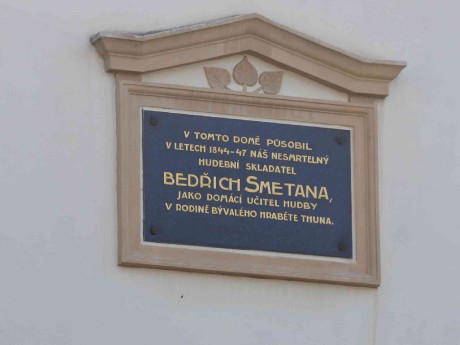 V TOMTO DOMĚ PŮSOBIL
V LETECH 1844-47 NÁŠ NESMRTELNÝ
HUDEBNÍ SKLADATEL
BEDŘICH SMETANA,
JAKO DOMÁCÍ UČITEL HUDBY
V RODINĚ BÝVALÉHO HRABĚTE THUNA.